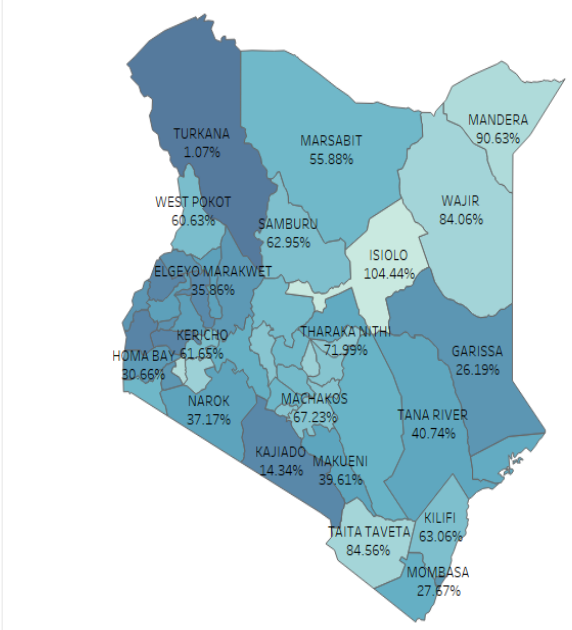 TURKANA
1.07%
MARSABIT
55.88%
MANDERA
90.63%
WEST POKOT
60.63%
WAJIR
84.06%
SAMBURU
62.95%
ISIOLO
104.44%
ELGEYO MARAKWET
35.86%
THARAKA NITHI
71.99%
KERICHO
61.65%
GARISSA
26.19%
HOMA BAY
30.66%
NAROK
37.17%
MACHAKOS
67.23%
TANA RIVER
40.74%
KAJIADO
14.34%
MAKUENI
39.61%
KILIFI
63.06%
TAITA TAVETA
84.56%
MOMBASA
27.67%